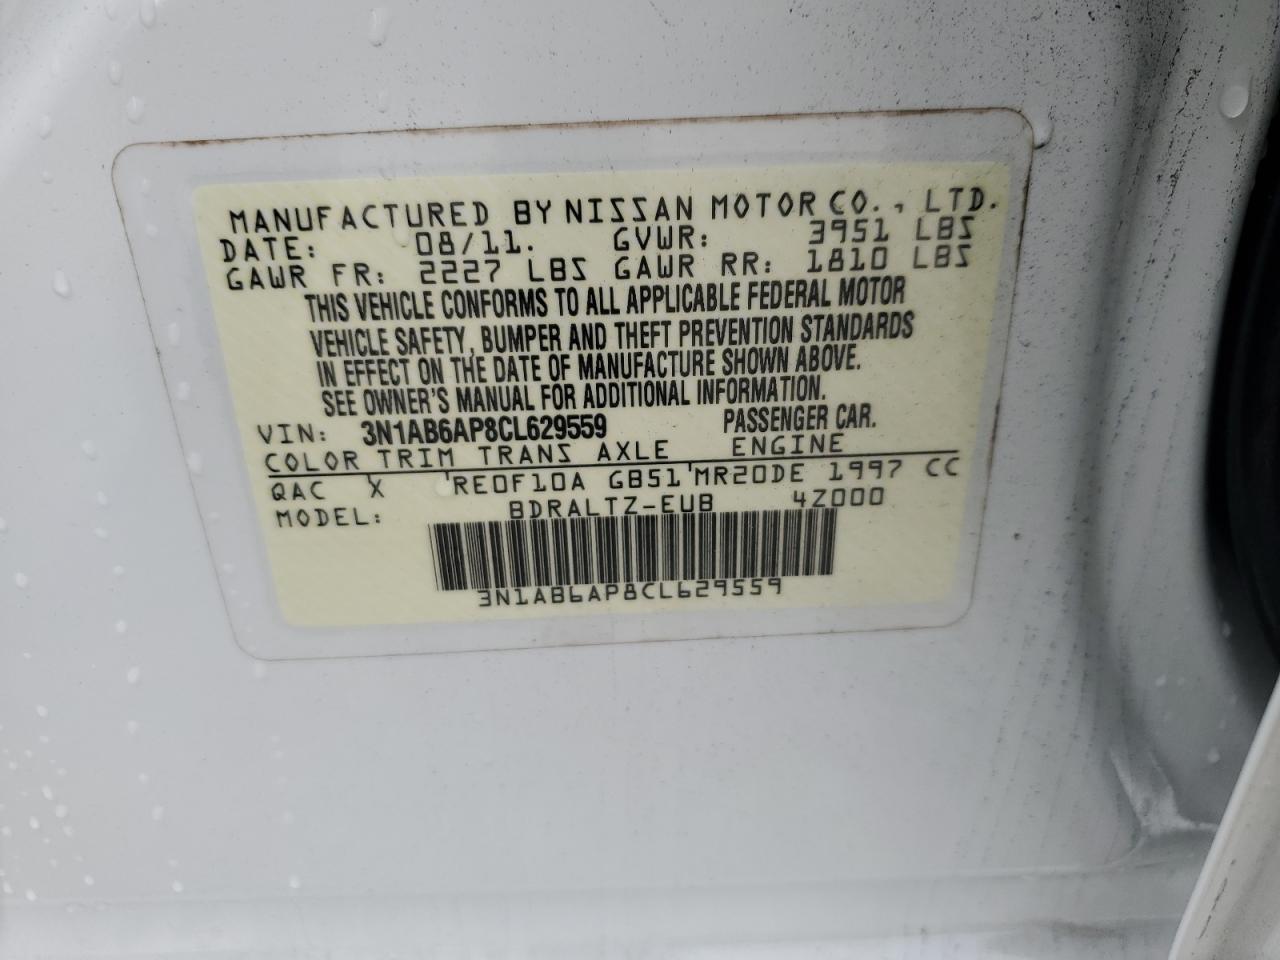 MANUFACTURED BY NISSAN MOTOR CO., LTD.
DATE: 08/11. GVWR: 3951 LBS
GAWR FR: 2227 LBS GAWR RR: 1810 LBS
THIS VEHICLE CONFORMS TO ALL APPLICABLE FEDERAL MOTOR
VEHICLE SAFETY, BUMPER AND THEFT PREVENTION STANDARDS
IN EFFECT ON THE DATE OF MANUFACTURE SHOWN ABOVE.
SEE OWNER'S MANUAL FOR ADDITIONAL INFORMATION.
VIN: 3N1AB6AP8CL629559 PASSENGER CAR.
COLOR TRIM TRANS AXLE ENGINE
QAC X RE0F10A GB51 MR20DE 1997 CC
MODEL: BDRALTZ-EUB 4Z000
3N1AB6AP8CL629559